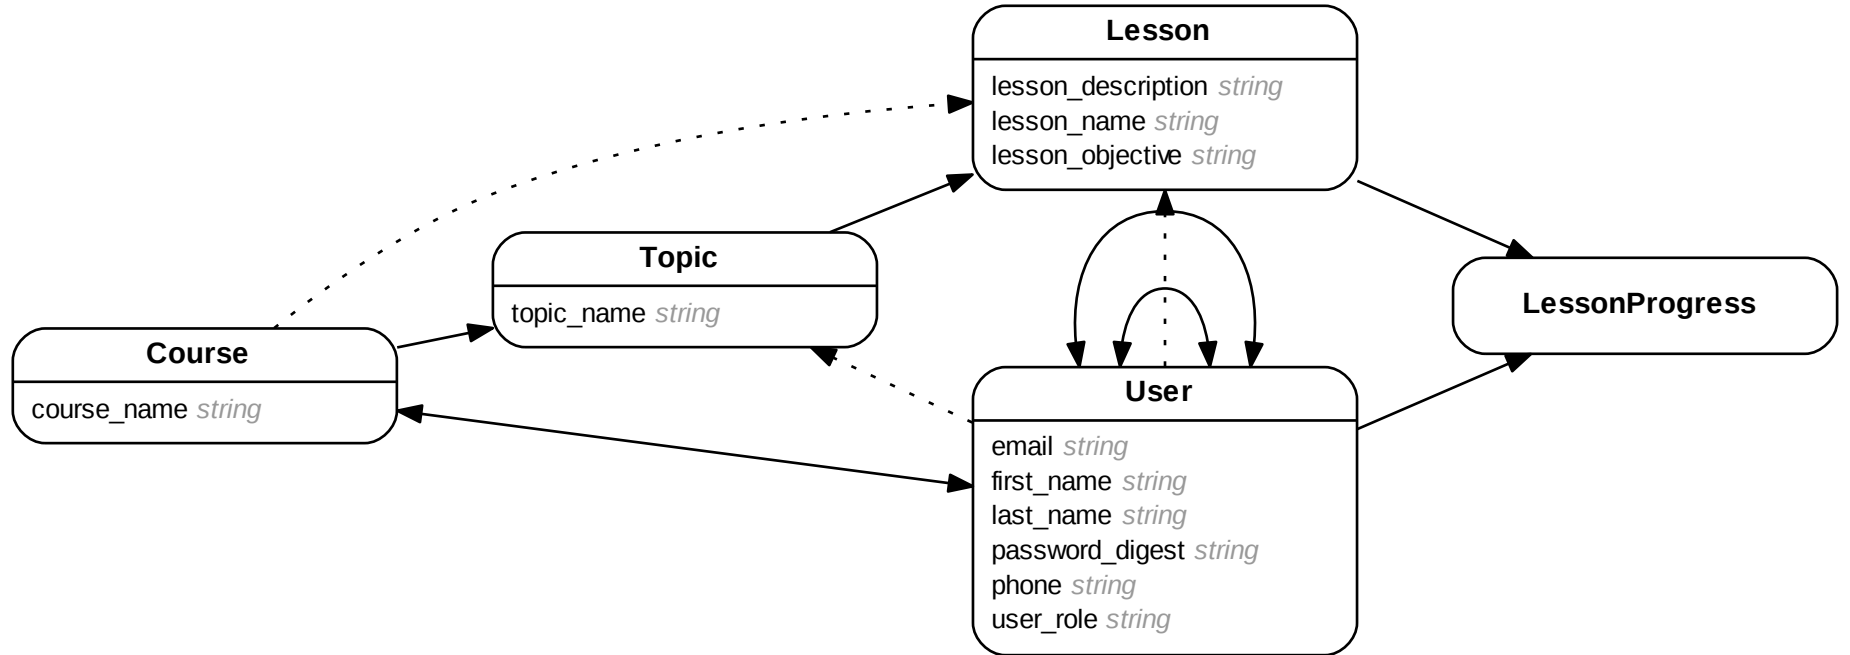 Lesson
lesson_description string
lesson_name string
lesson_objective string
Topic
topic_name string
Course
course_name string
LessonProgress
User
email string
first_name string
last_name string
password_digest string
phone string
user_role string